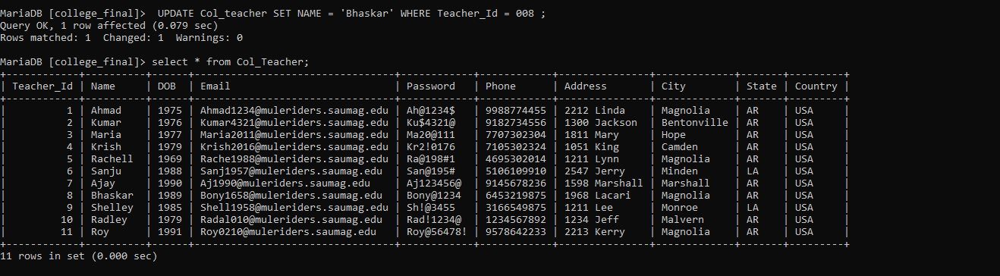 MariaDB [college_final]>  UPDATE Col_teacher SET NAME = 'Bhaskar' WHERE Teacher_Id = 008 ;
Query OK, 1 row affected (0.079 sec)
Rows matched: 1  Changed: 1  Warnings: 0
MariaDB [college_final]> select * from Col_Teacher;
+------------+----------+------+----------------------------------+------------+------------+---------------+-------------+-------+---------+
| Teacher_Id | Name     | DOB  | Email                            | Password   | Phone      | Address       | City        | State | Country |
+------------+----------+------+----------------------------------+------------+------------+---------------+-------------+-------+---------+
|          1 | Ahmad    | 1975 | Ahmad1234@muleriders.saumag.edu | Ah@1234$   | 9988774455 | 2212 Linda    | Magnolia    | AR    | USA     |
|          2 | Kumar    | 1976 | Kumar4321@muleriders.saumag.edu | Ku$4321@   | 9182734556 | 1300 Jackson  | Bentonville | AR    | USA     |
|          3 | Maria    | 1977 | Maria2011@muleriders.saumag.edu | Ma20@111   | 7707302304 | 1811 Mary     | Hope        | AR    | USA     |
|          4 | Krish    | 1979 | Krish2016@muleriders.saumag.edu | Kr2!0176   | 7105302324 | 1051 King     | Camden      | AR    | USA     |
|          5 | Rachell  | 1969 | Rache1988@muleriders.saumag.edu | Ra@198#1   | 4695302014 | 1211 Lynn     | Magnolia    | AR    | USA     |
|          6 | Sanju    | 1988 | Sanj1957@muleriders.saumag.edu  | San@195#   | 5106109910 | 2547 Jerry    | Minden      | LA    | USA     |
|          7 | Ajay     | 1990 | Aj1990@muleriders.saumag.edu    | Aj123456@  | 9145678236 | 1598 Marshall | Marshall    | AR    | USA     |
|          8 | Bhaskar  | 1989 | Bony1658@muleriders.saumag.edu  | Bony@1234  | 6453219875 | 1968 Lacari   | Magnolia    | AR    | USA     |
|          9 | Shelley  | 1985 | Shell1958@muleriders.saumag.edu | Sh!@3455   | 3166549875 | 1211 Lee      | Monroe      | LA    | USA     |
|         10 | Radley   | 1979 | Radal010@muleriders.saumag.edu  | Rad!1234@  | 1234567892 | 1234 Jeff     | Malvern     | AR    | USA     |
|         11 | Roy      | 1991 | Roy0210@muleriders.saumag.edu   | Roy@56478! | 9578642233 | 2213 Kerry    | Magnolia    | AR    | USA     |
+------------+----------+------+----------------------------------+------------+------------+---------------+-------------+-------+---------+
11 rows in set (0.000 sec)